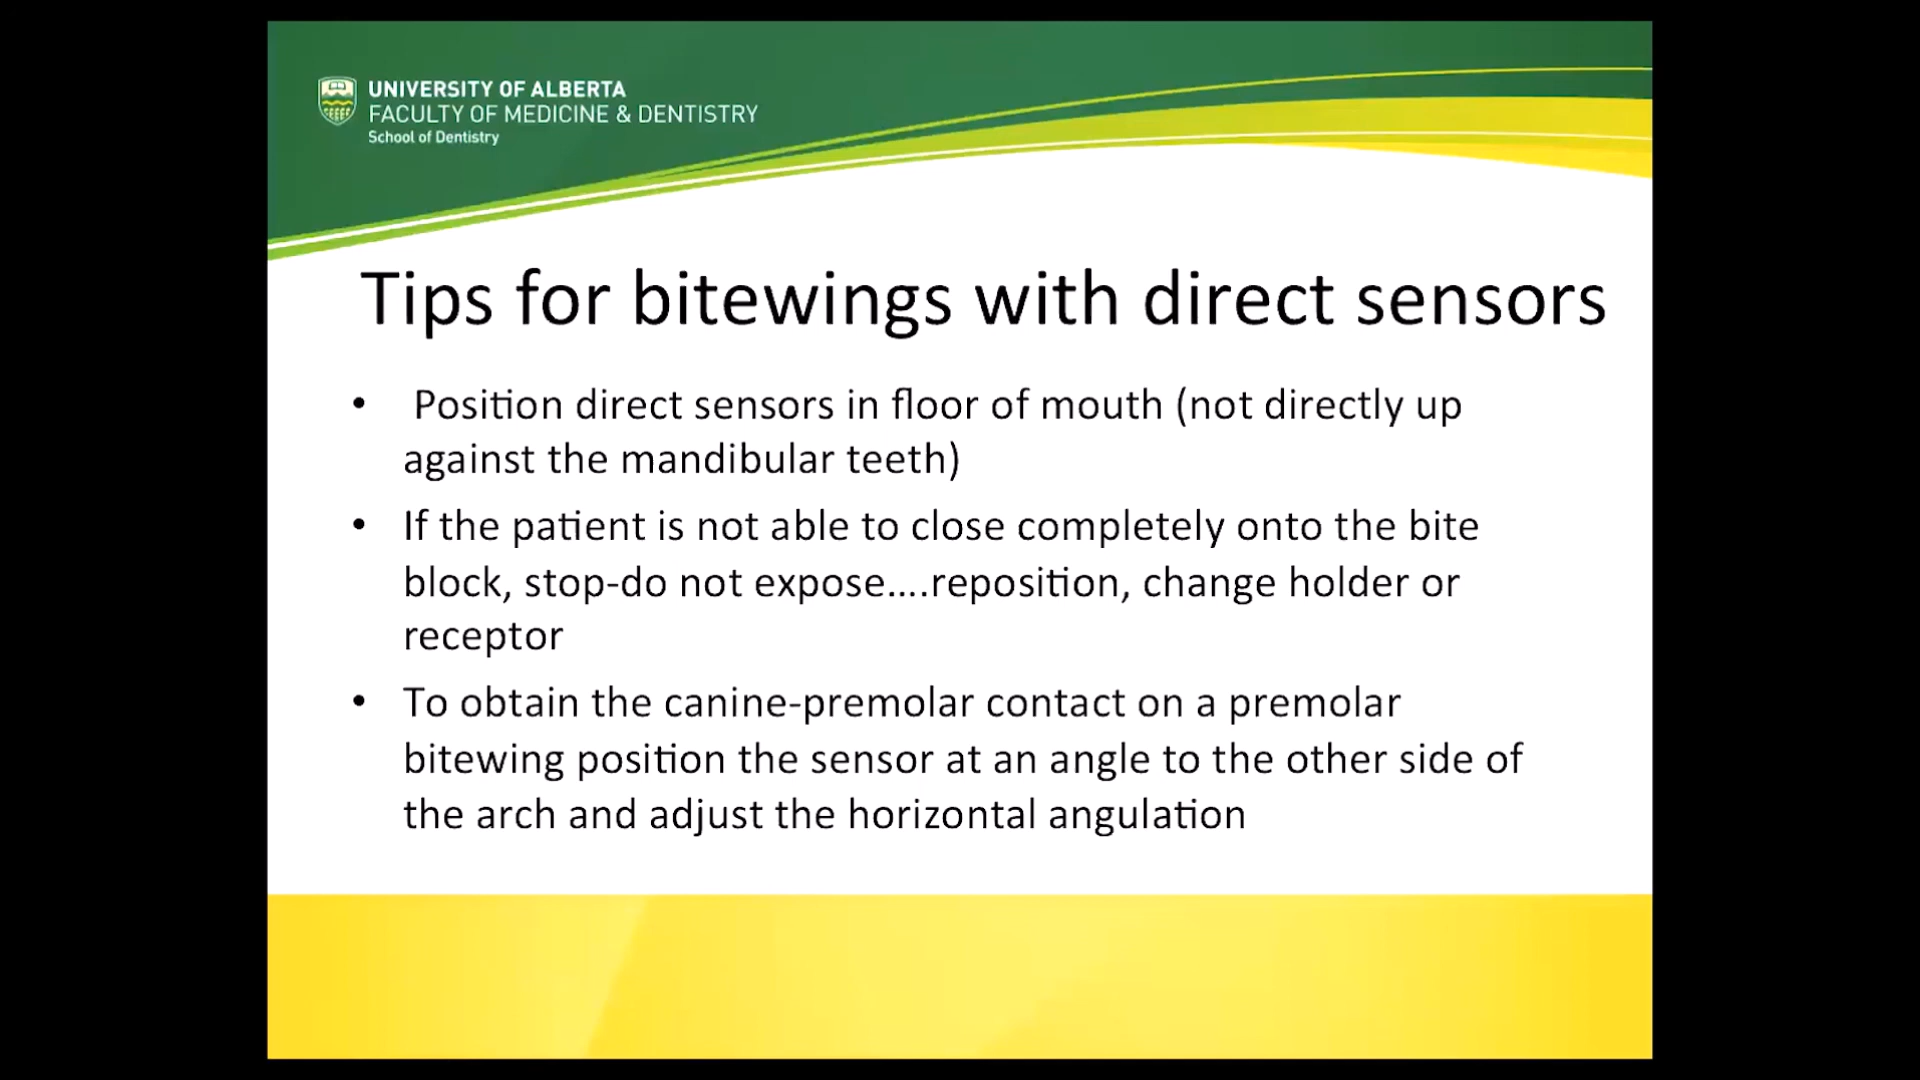 UNIVERSITY OF ALBERTA
FACULTY OF MEDICINE & DENTISTRY
School of Dentistry
Tips for bitewings with direct sensors
• Position direct sensors in floor of mouth (not directly up
against the mandibular teeth)
• If the patient is not able to close completely onto the bite
block, stop-do not expose....reposition, change holder or
receptor
• To obtain the canine-premolar contact on a premolar
bitewing position the sensor at an angle to the other side of
the arch and adjust the horizontal angulation